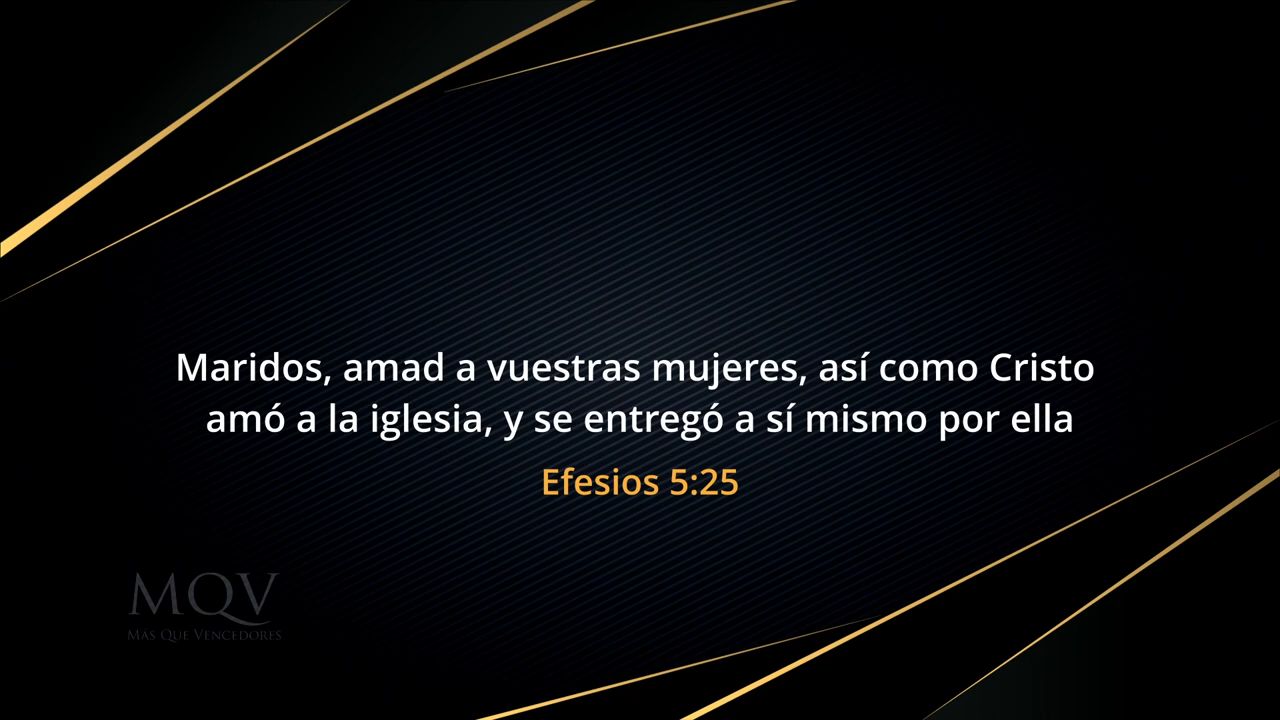 Maridos, amad a vuestras mujeres, así como Cristo
amó a la iglesia, y se entregó a sí mismo por ella
Efesios 5:25
MQV
Más Que Vencedores